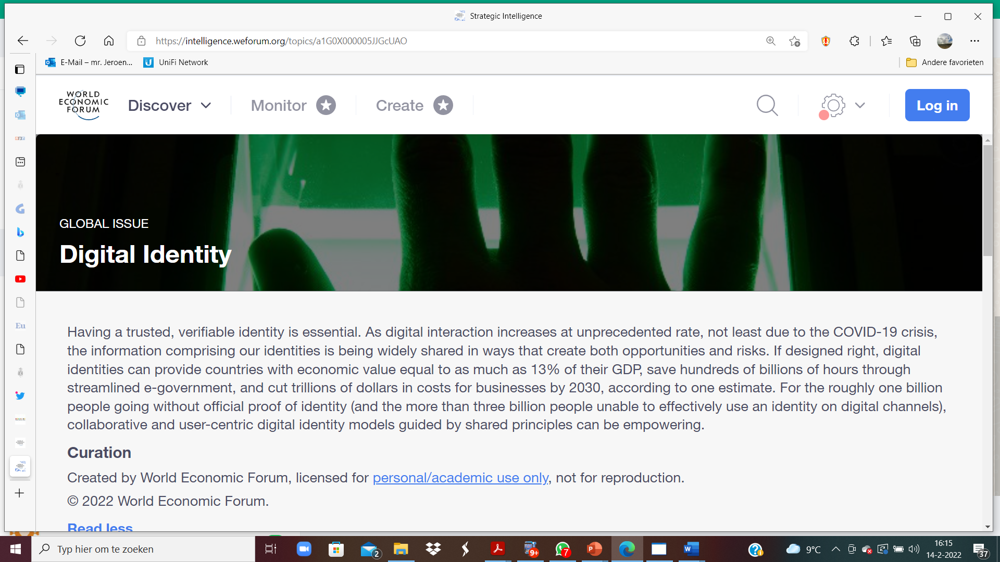 Strategic Intelligence
https://intelligence.weforum.org/topics/a1G0X000005JJGcUAO
E-Mail – mr. Jeroen...
UniFi Network
Andere favorieten
WORLD
ECONOMIC
FORUM
Discover
Monitor
Create
Log in
GLOBAL ISSUE
Digital Identity
Having a trusted, verifiable identity is essential. As digital interaction increases at unprecedented rate, not least due to the COVID-19 crisis,
the information comprising our identities is being widely shared in ways that create both opportunities and risks. If designed right, digital
identities can provide countries with economic value equal to as much as 13% of their GDP, save hundreds of billions of hours through
streamlined e-government, and cut trillions of dollars in costs for businesses by 2030, according to one estimate. For the roughly one billion
people going without official proof of identity (and the more than three billion people unable to effectively use an identity on digital channels),
collaborative and user-centric digital identity models guided by shared principles can be empowering.
Curation
Created by World Economic Forum, licensed for personal/academic use only, not for reproduction.
© 2022 World Economic Forum.
Read less
Eu
Typ hier om te zoeken
2
9+
7
9°C
16:15
14-2-2022
37